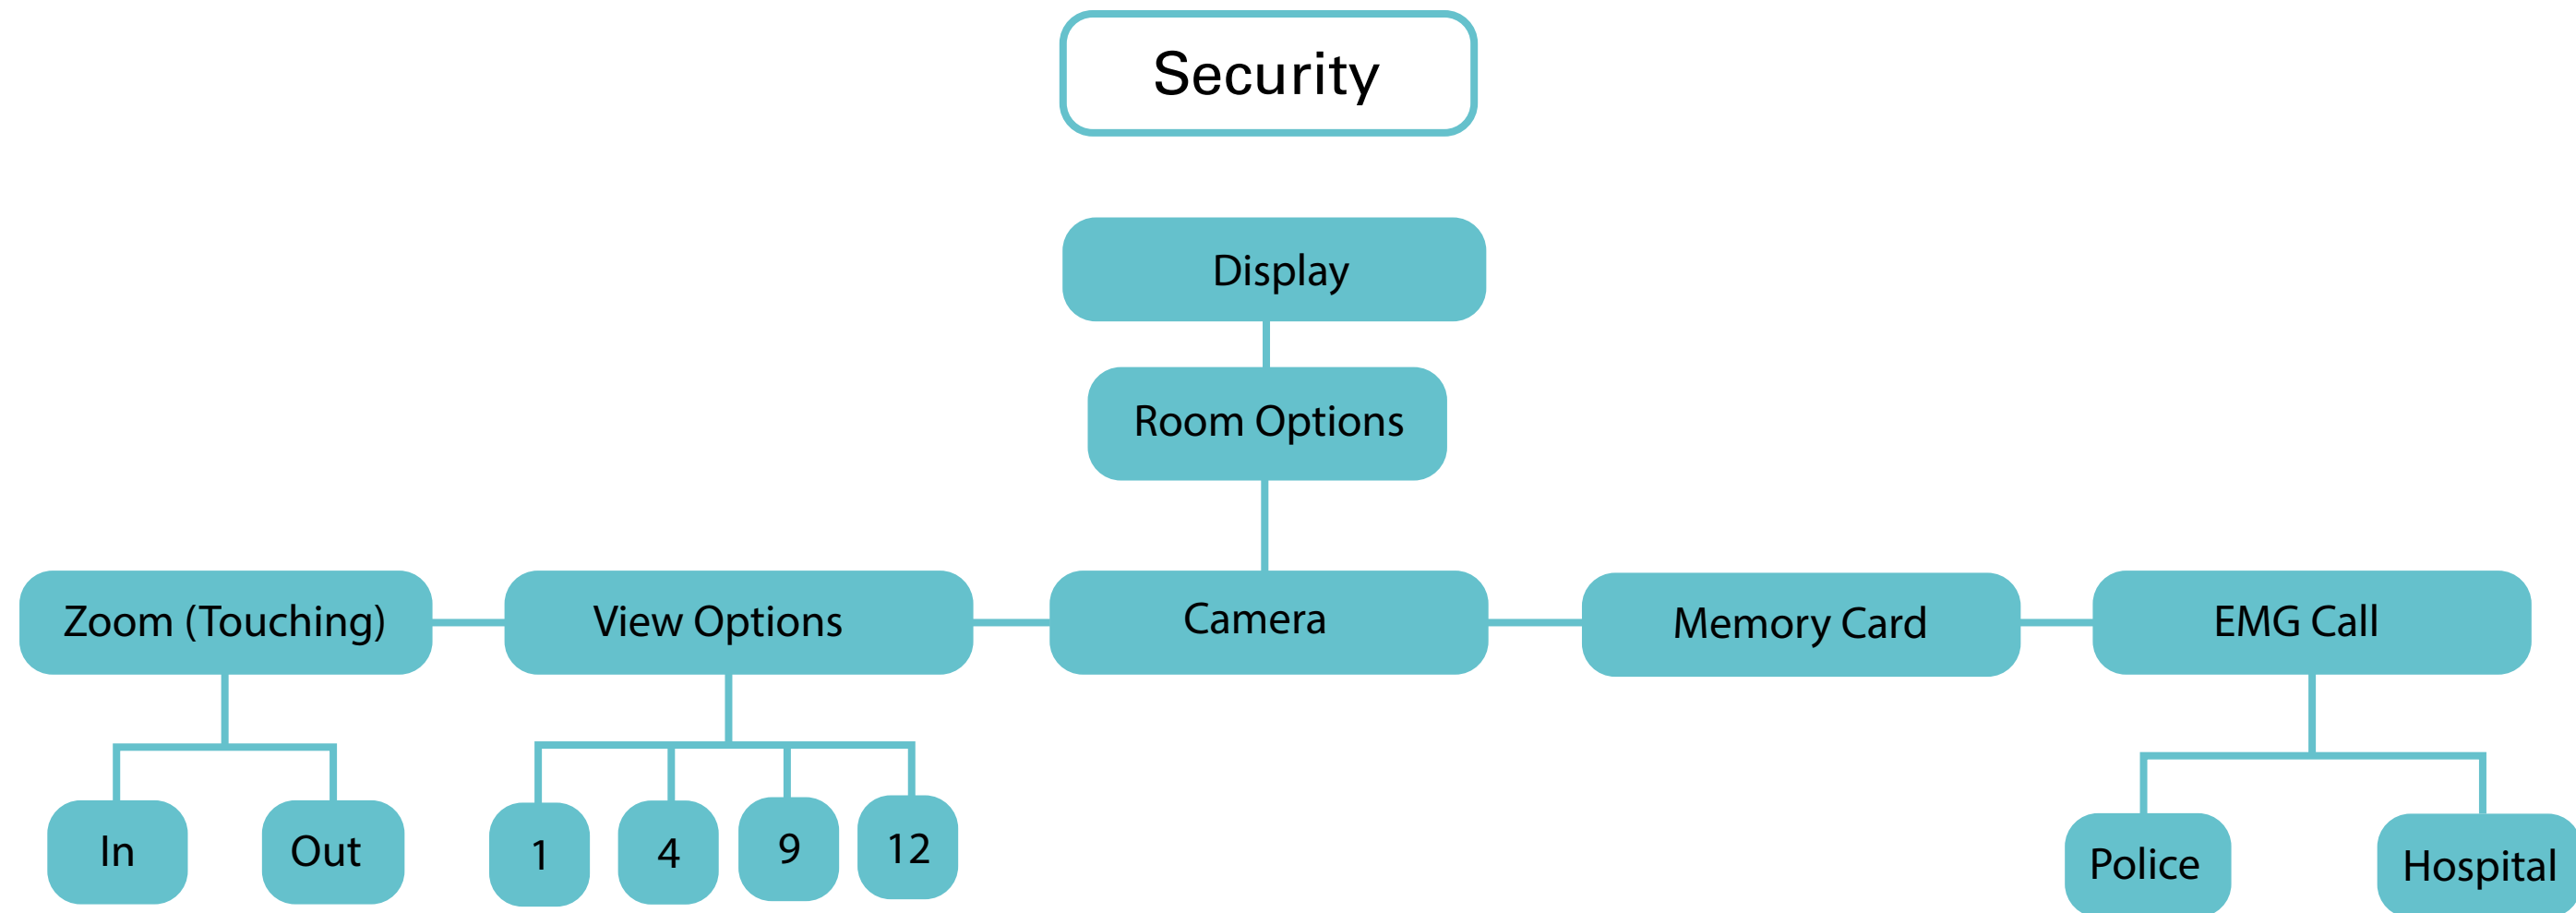 Security
Display
Room Options
Zoom (Touching)
View Options
Camera
Memory Card
EMG Call
In
Out
1
4
9
12
Police
Hospital